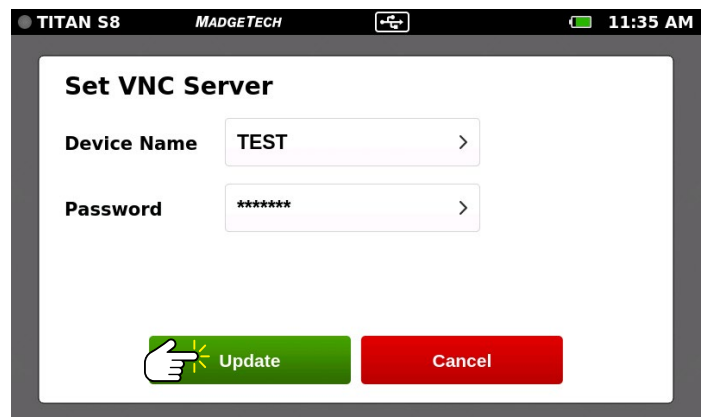 TITAN S8 MADGETECH 11:35 AM
Set VNC Server
Device Name TEST >
Password ******* >
Update Cancel